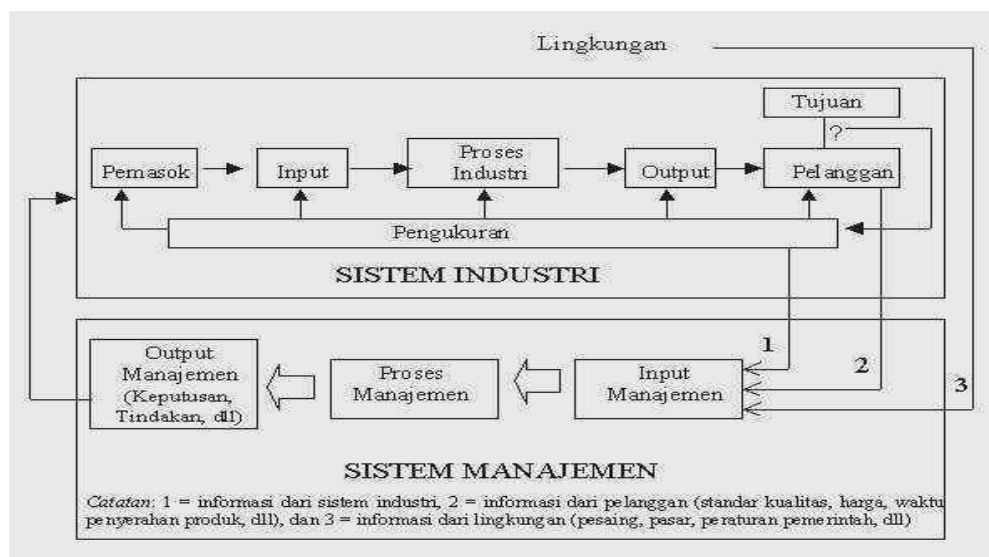 Lingkungan
Tujuan
?
Pemasok
Input
Proses
Industri
Output
Pelanggan
Pengukuran
SISTEM INDUSTRI
1
2
3
Output
Manajemen
(Keputusan,
Tindakan, dll)
Proses
Manajemen
Input
Manajemen
SISTEM MANAJEMEN
Catatan: 1 = informasi dari sistem industri, 2 = informasi dari pelanggan (standar kualitas, harga, waktu
penyerahan produk, dll), dan 3 = informasi dari lingkungan (pesaing, pasar, peraturan pemerintah, dll)